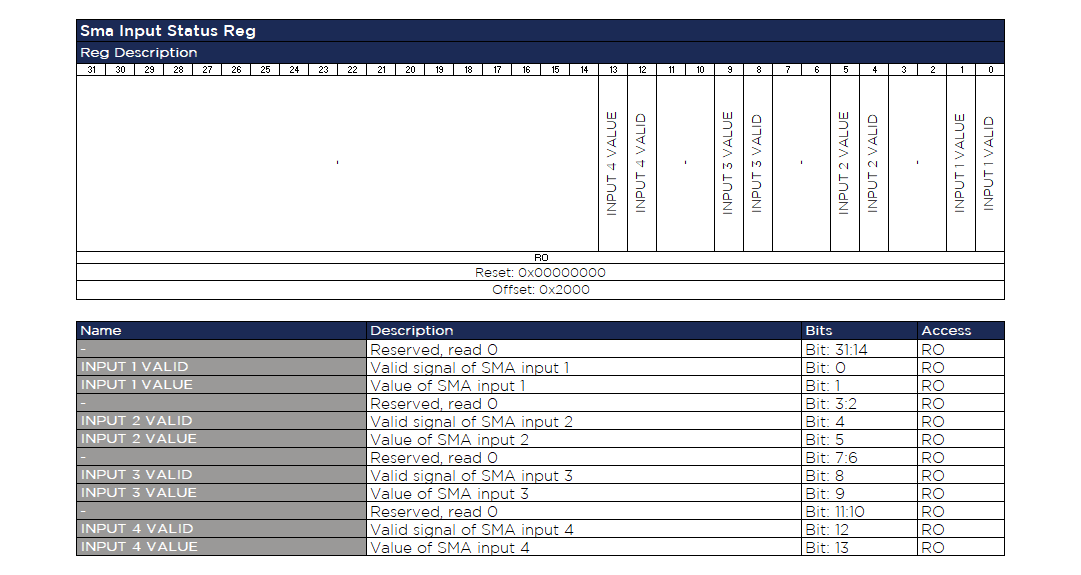 Sma Input Status Reg
Reg Description
31 30 29 28 27 26 25 24 23 22 21 20 19 18 17 16 15 14 13 12 11 10 9 8 7 6 5 4 3 2 1 0
- INPUT 4 VALUE INPUT 4 VALID - INPUT 3 VALUE INPUT 3 VALID - INPUT 2 VALUE INPUT 2 VALID - INPUT 1 VALUE INPUT 1 VALID
RO
Reset: 0x00000000
Offset: 0x2000
Name Description Bits Access
- Reserved, read 0 Bit: 31:14 RO
INPUT 1 VALID Valid signal of SMA input 1 Bit: 0 RO
INPUT 1 VALUE Value of SMA input 1 Bit: 1 RO
- Reserved, read 0 Bit: 3:2 RO
INPUT 2 VALID Valid signal of SMA input 2 Bit: 4 RO
INPUT 2 VALUE Value of SMA input 2 Bit: 5 RO
- Reserved, read 0 Bit: 7:6 RO
INPUT 3 VALID Valid signal of SMA input 3 Bit: 8 RO
INPUT 3 VALUE Value of SMA input 3 Bit: 9 RO
- Reserved, read 0 Bit: 11:10 RO
INPUT 4 VALID Valid signal of SMA input 4 Bit: 12 RO
INPUT 4 VALUE Value of SMA input 4 Bit: 13 RO